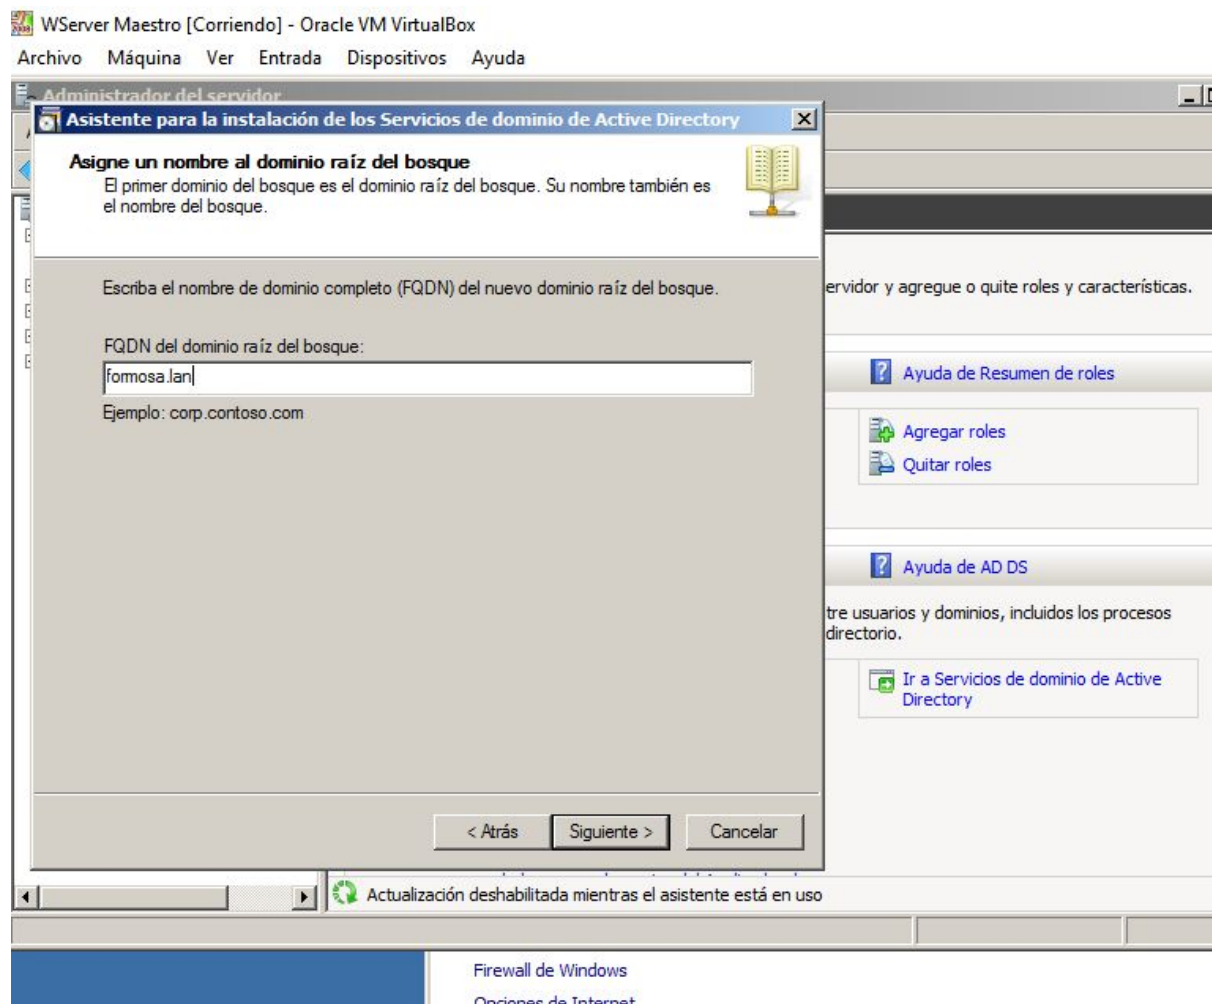 WServer Maestro [Corriendo] - Oracle VM VirtualBox
Archivo Máquina Ver Entrada Dispositivos Ayuda
Administrador del servidor
Asistente para la instalación de los Servicios de dominio de Active Directory
Asigne un nombre al dominio raíz del bosque
El primer dominio del bosque es el dominio raíz del bosque. Su nombre también es
el nombre del bosque.
Escriba el nombre de dominio completo (FQDN) del nuevo dominio raíz del bosque.
FQDN del dominio raíz del bosque:
formosa.lan
Ejemplo: corp.contoso.com
< Atrás Siguiente > Cancelar
ervidor y agregue o quite roles y características.
Ayuda de Resumen de roles
Agregar roles
Quitar roles
Ayuda de AD DS
tre usuarios y dominios, incluidos los procesos
directorio.
Ir a Servicios de dominio de Active
Directory
Actualización deshabilitada mientras el asistente está en uso
Firewall de Windows
Opciones de Internet